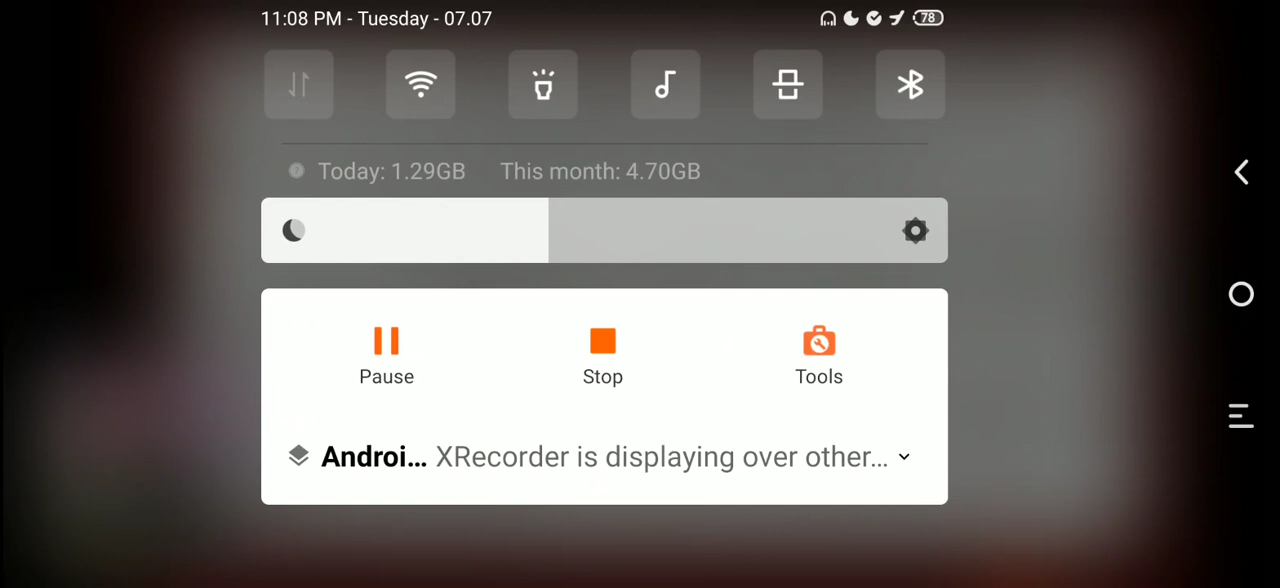 11:08 PM - Tuesday - 07.07
78
Today: 1.29GB This month: 4.70GB
Pause Stop Tools
Androi... XRecorder is displaying over other...